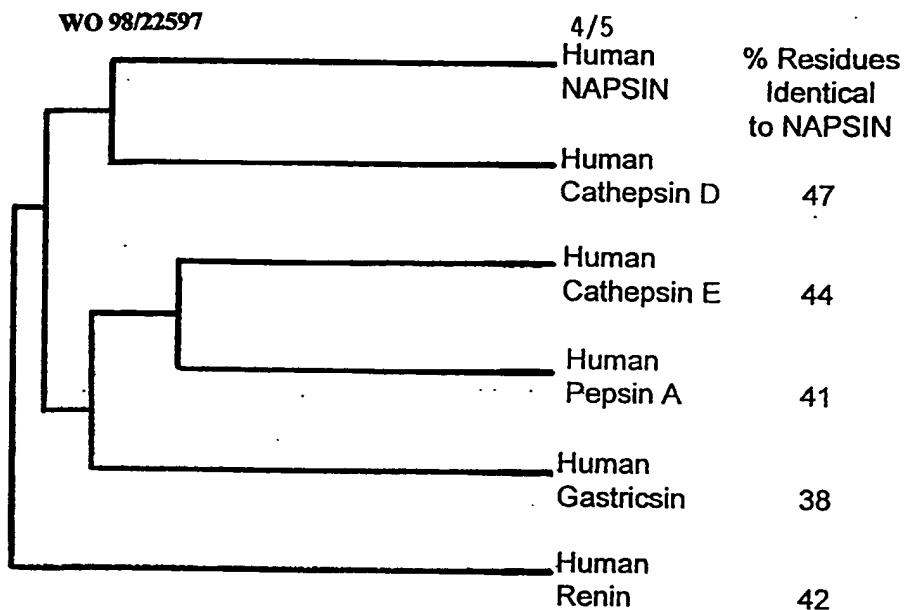 WO 98/22597
4/5
Human
NAPSIN
% Residues
Identical
to NAPSIN
Human
Cathepsin D
47
Human
Cathepsin E
44
Human
Pepsin A
41
Human
Gastricsin
38
Human
Renin
42